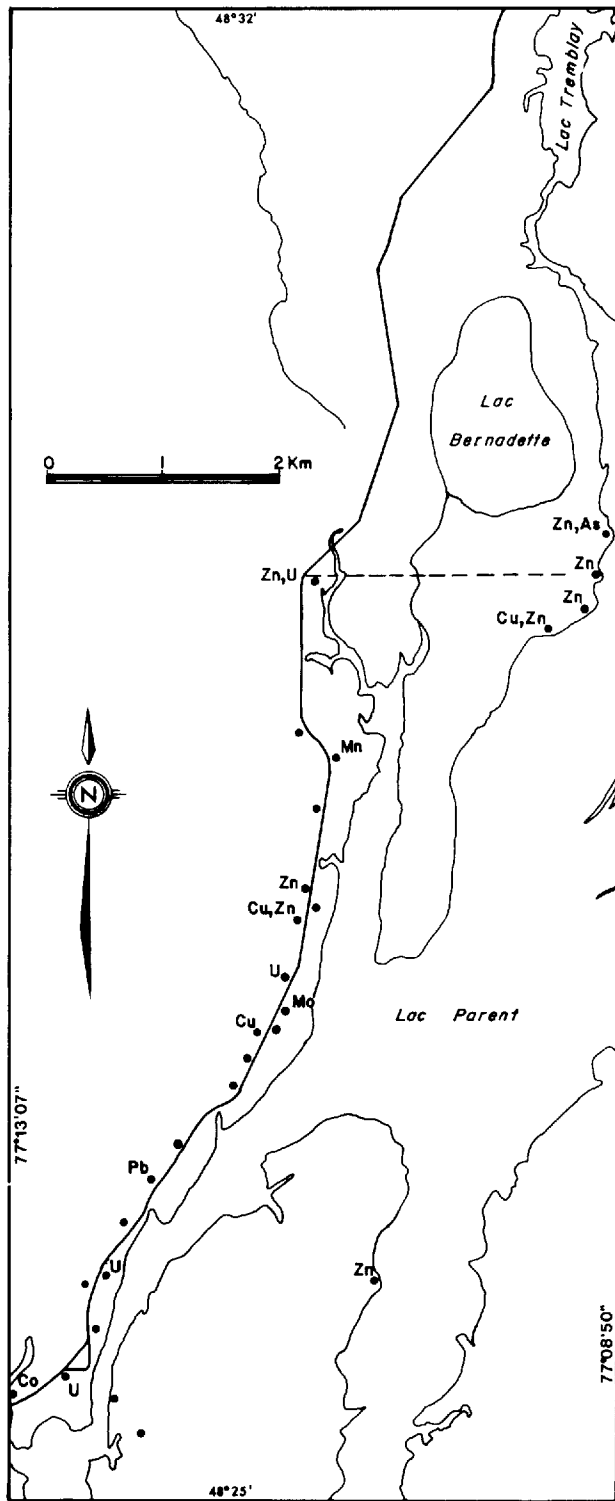 48°32'
Lac Tremblay
Lac
Bernadette
0 1 2 Km
Zn,As
Zn,U
Zn
Zn
Cu,Zn
Mn
N
Zn
Cu,Zn
U
Mo
Cu
Lac Parent
77°13'07"
Pb
U
Zn
77°08'50"
Co
U
48°25'